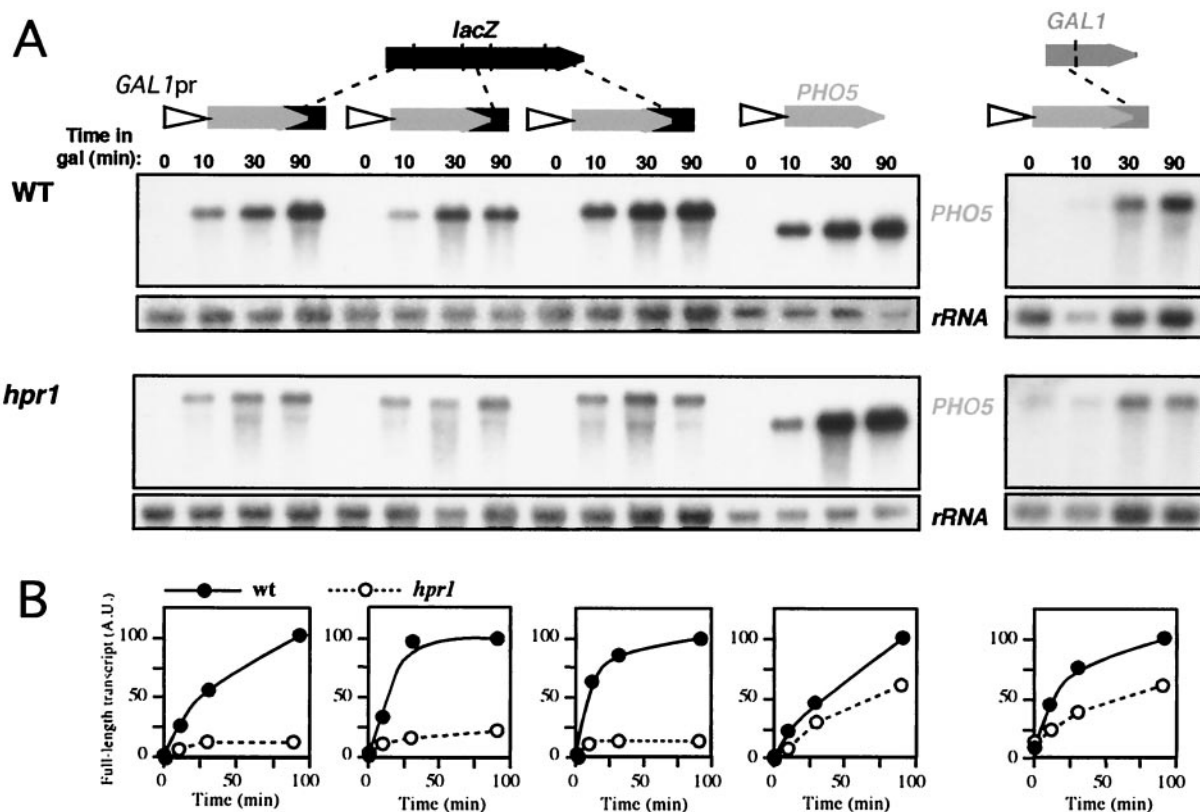 A
lacZ
GAL1
GAL1pr
PHO5
Time in
gal (min):
0 10 30 90 0 10 30 90 0 10 30 90 0 10 30 90 0 10 30 90
WT
PHO5
rRNA
rRNA
hpr1
PHO5
rRNA
rRNA
B
wt
hpr1
Full-length transcript (A.U.)
100
50
0
0 50 100
Time (min)
100
50
0
0 50 100
Time (min)
100
50
0
0 50 100
Time (min)
100
50
0
0 50 100
Time (min)
100
50
0
0 50 100
Time (min)